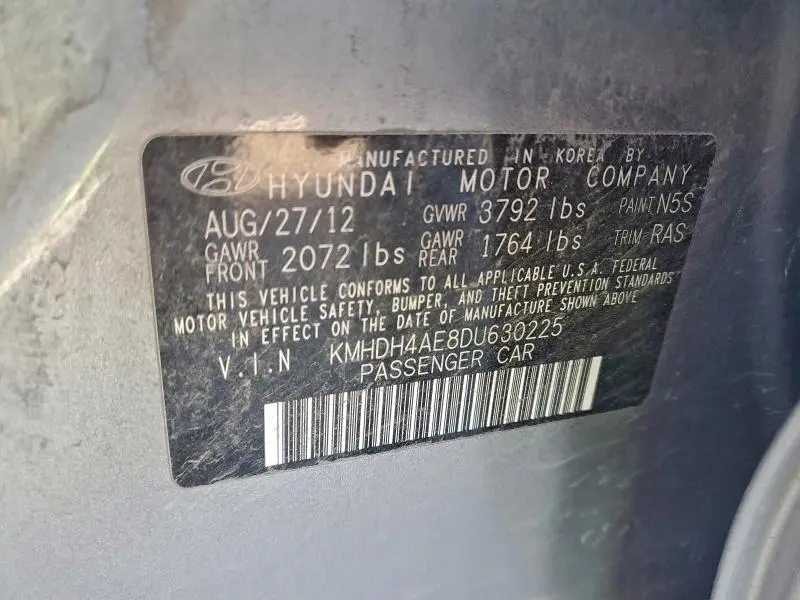 MANUFACTURED IN KOREA BY
HYUNDAI MOTOR COMPANY
AUG/27/12 GVWR 3792 lbs PAINT N5S
GAWR FRONT 2072 lbs GAWR REAR 1764 lbs TRIM RAS
THIS VEHICLE CONFORMS TO ALL APPLICABLE U.S.A. FEDERAL
MOTOR VEHICLE SAFETY, BUMPER, AND THEFT PREVENTION STANDARDS
IN EFFECT ON THE DATE OF MANUFACTURE SHOWN ABOVE
V.I.N KMHDH4AE8DU630225
PASSENGER CAR